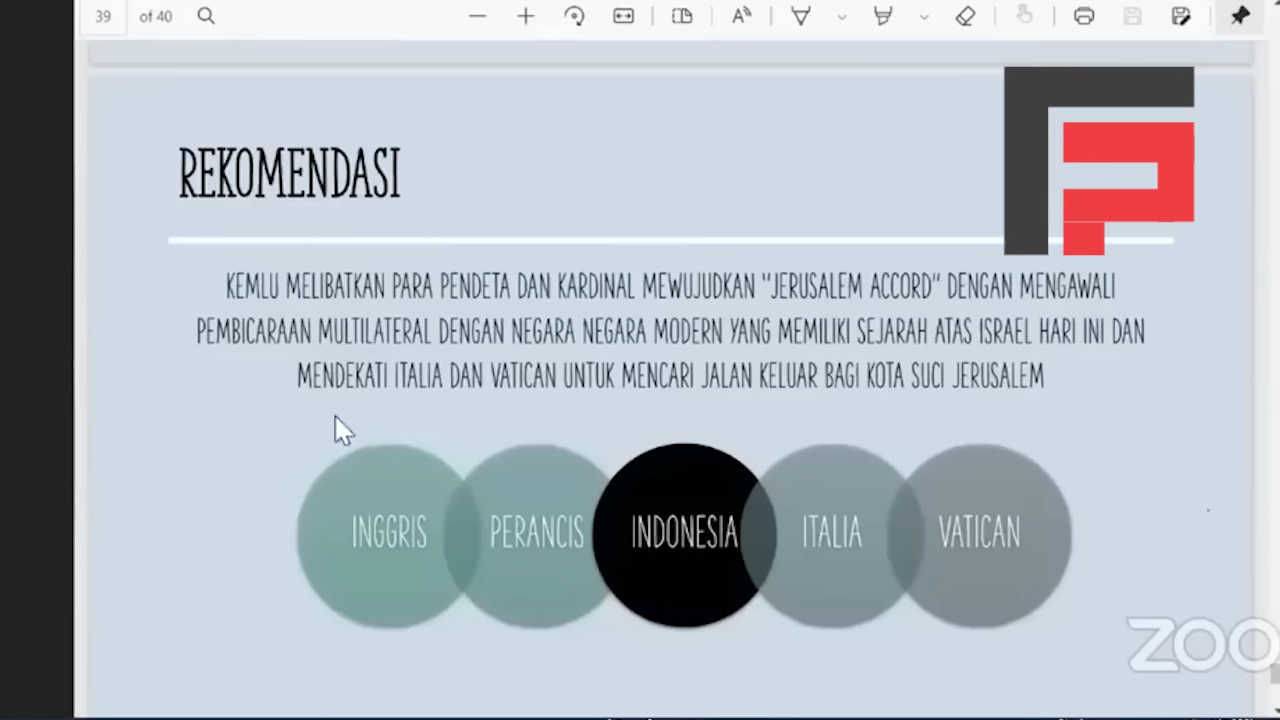 39 of 40
REKOMENDASI
KEMLU MELIBATKAN PARA PENDETA DAN KARDINAL MEWUJUDKAN "JERUSALEM ACCORD" DENGAN MENGAWALI
PEMBICARAAN MULTILATERAL DENGAN NEGARA NEGARA MODERN YANG MEMILIKI SEJARAH ATAS ISRAEL HARI INI DAN
MENDEKATI ITALIA DAN VATICAN UNTUK MENCARI JALAN KELUAR BAGI KOTA SUCI JERUSALEM
INGGRIS PERANCIS INDONESIA ITALIA VATICAN
ZOO